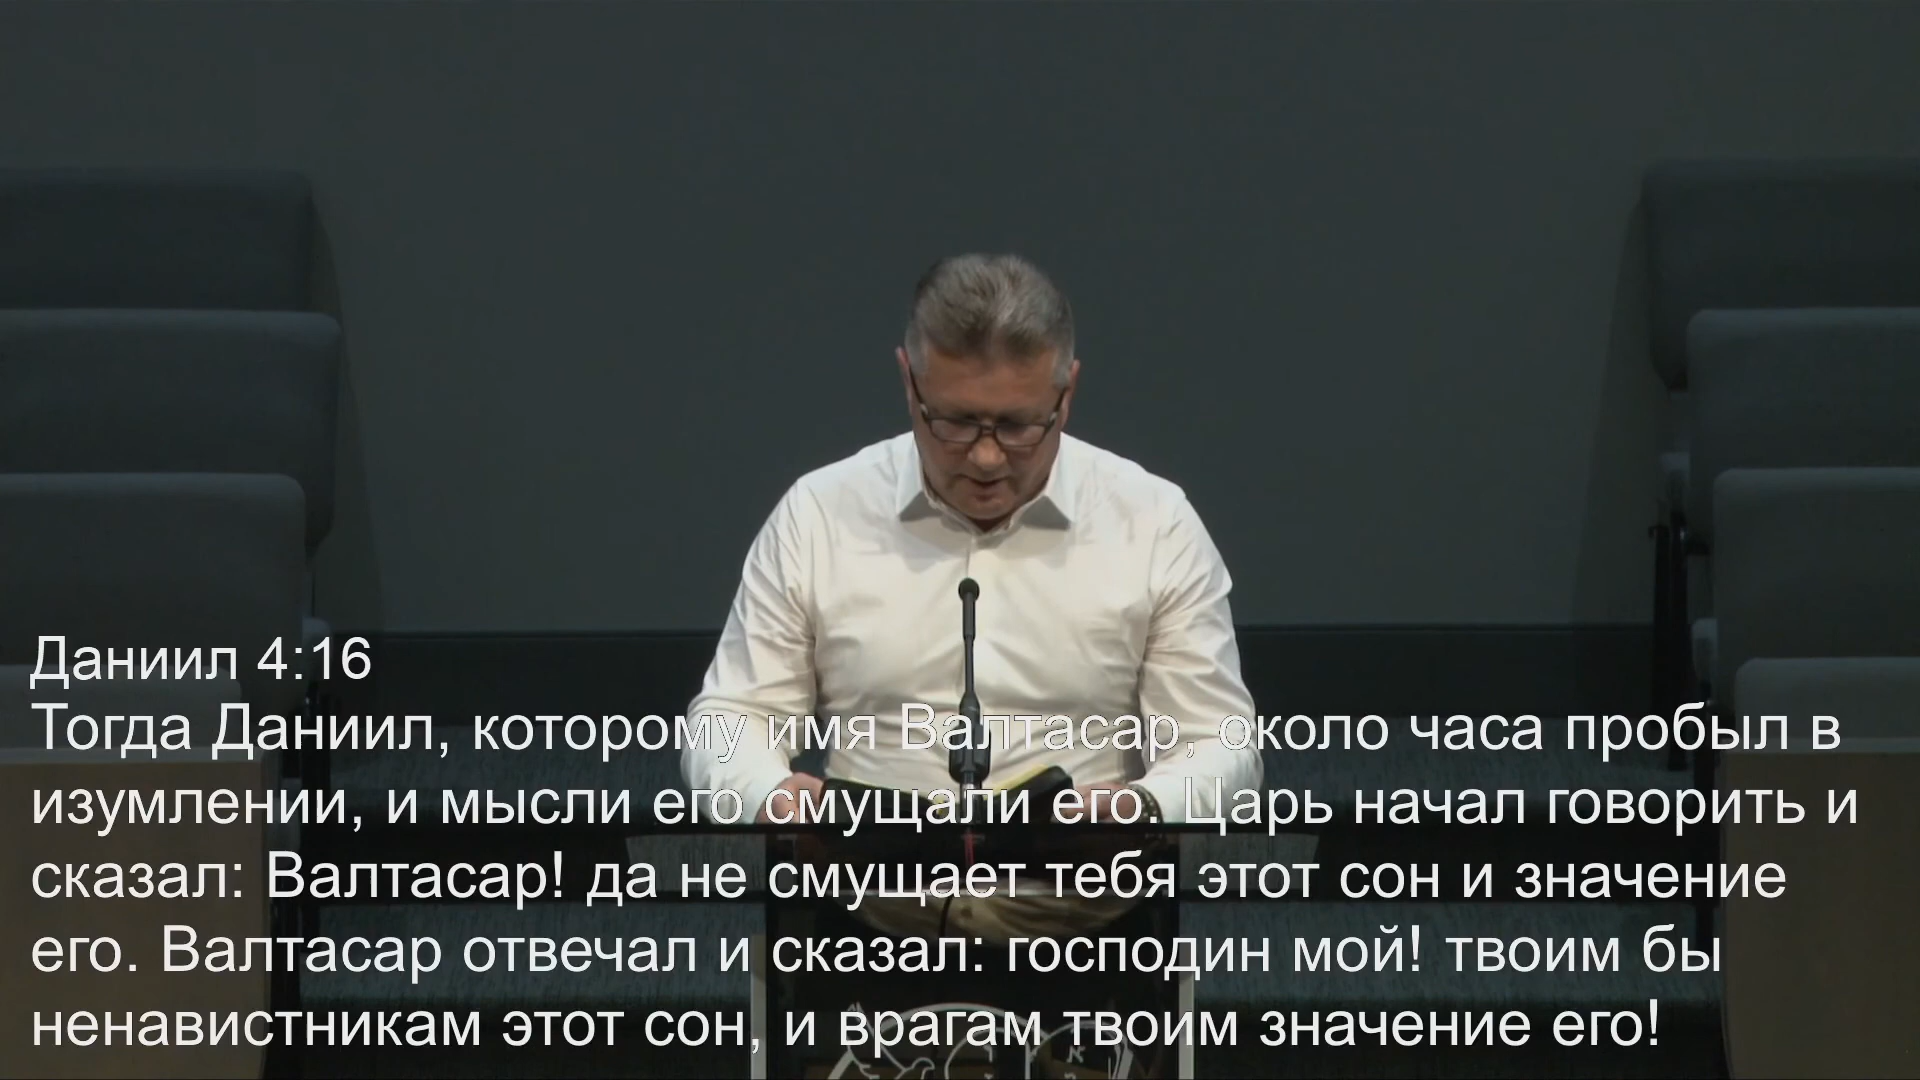 Даниил 4:16
Тогда Даниил, которому имя Валтасар, около часа пробыл в
изумлении, и мысли его смущали его. Царь начал говорить и
сказал: Валтасар! да не смущает тебя этот сон и значение
его. Валтасар отвечал и сказал: господин мой! твоим бы
ненавистникам этот сон, и врагам твоим значение его!
א